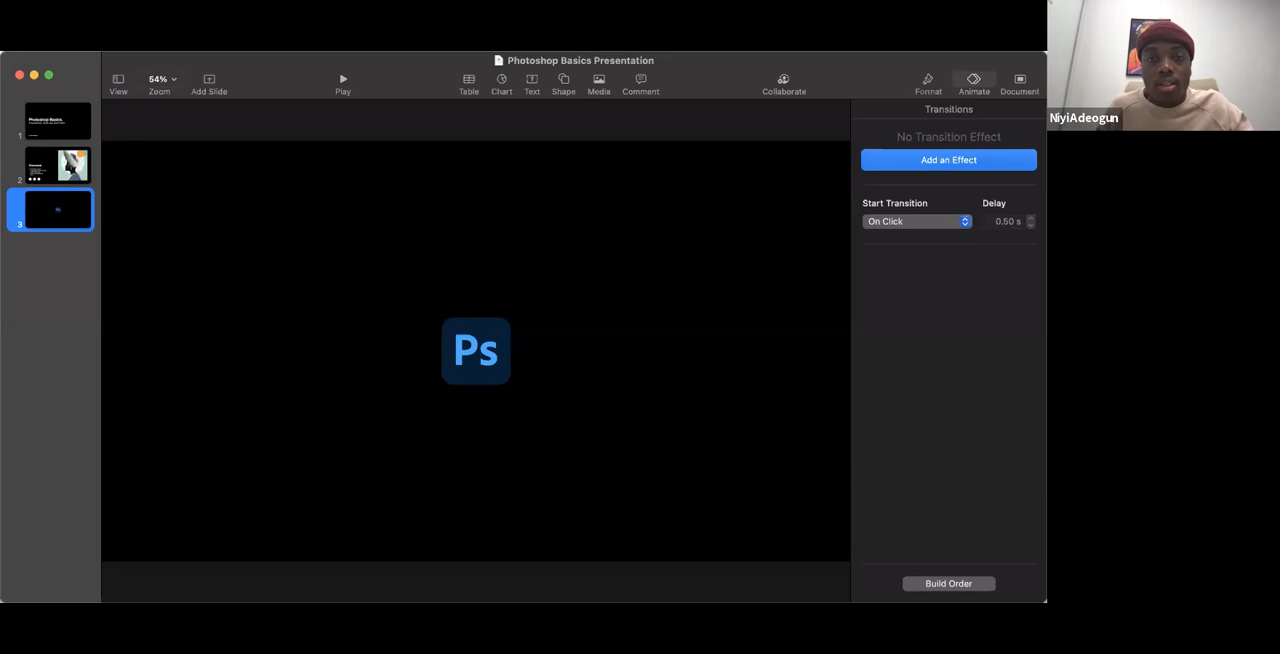 Photoshop Basics Presentation
View
54%
Zoom
Add Slide
Play
Table
Chart
Text
Shape
Media
Comment
Collaborate
Format
Animate
Document
NiyiAdeogun
Transitions
No Transition Effect
Add an Effect
Start Transition
Delay
On Click
0.50 s
Photoshop Basics.
1
2
3
Ps
Build Order